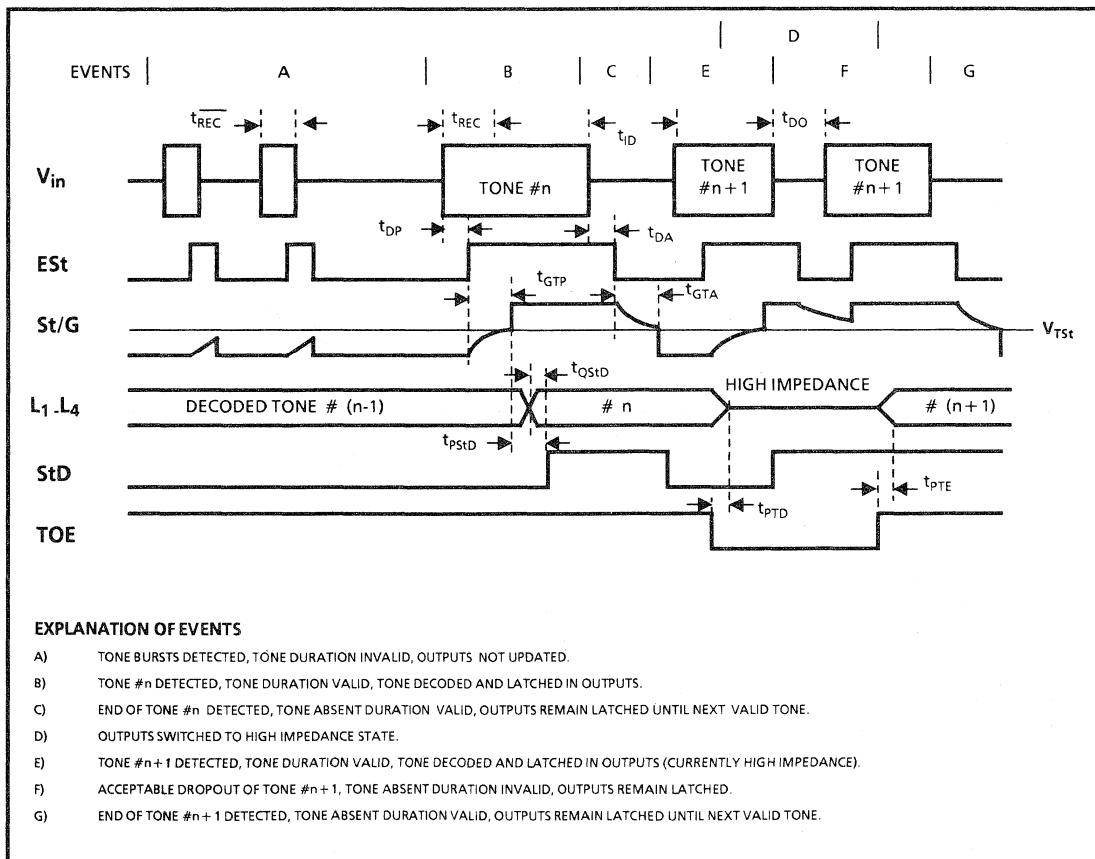 D
EVENTS A B C E F G
tREC tREC tID tDO
Vin TONE #n TONE #n+1 TONE #n+1
tDP tDA
ESt
tGTP tGTA
St/G VTSt
tQStD HIGH IMPEDANCE
L1-L4 DECODED TONE # (n-1) # n # (n+1)
tPStD
StD
tPTE
tPTD
TOE
EXPLANATION OF EVENTS
A) TONE BURSTS DETECTED, TONE DURATION INVALID, OUTPUTS NOT UPDATED.
B) TONE #n DETECTED, TONE DURATION VALID, TONE DECODED AND LATCHED IN OUTPUTS.
C) END OF TONE #n DETECTED, TONE ABSENT DURATION VALID, OUTPUTS REMAIN LATCHED UNTIL NEXT VALID TONE.
D) OUTPUTS SWITCHED TO HIGH IMPEDANCE STATE.
E) TONE #n+1 DETECTED, TONE DURATION VALID, TONE DECODED AND LATCHED IN OUTPUTS (CURRENTLY HIGH IMPEDANCE).
F) ACCEPTABLE DROPOUT OF TONE #n+1, TONE ABSENT DURATION INVALID, OUTPUTS REMAIN LATCHED.
G) END OF TONE #n+1 DETECTED, TONE ABSENT DURATION VALID, OUTPUTS REMAIN LATCHED UNTIL NEXT VALID TONE.